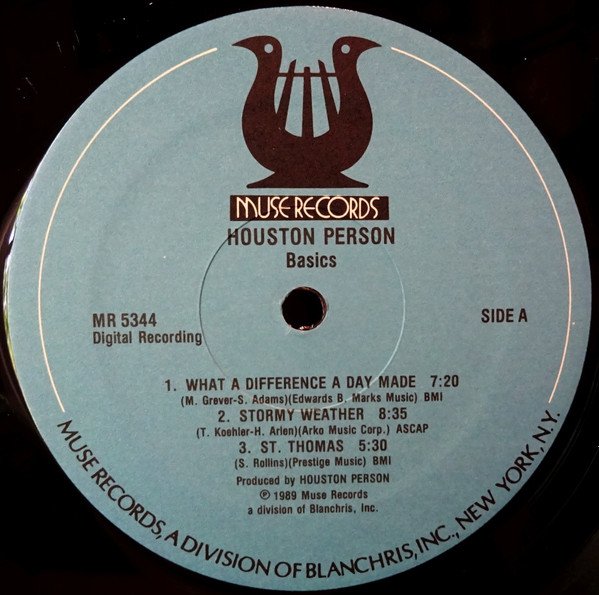 MUSE RECORDS
HOUSTON PERSON
Basics
MR 5344
Digital Recording
SIDE A
1. WHAT A DIFFERENCE A DAY MADE 7:20
(M. Grever-S. Adams)(Edwards B. Marks Music) BMI
2. STORMY WEATHER 8:35
(T. Koehler-H. Arlen)(Arko Music Corp.) ASCAP
3. ST. THOMAS 5:30
(S. Rollins)(Prestige Music) BMI
Produced by HOUSTON PERSON
℗ 1989 Muse Records
a division of Blanchris, Inc.
MUSE RECORDS, A DIVISION OF BLANCHRIS, INC., NEW YORK, N.Y.